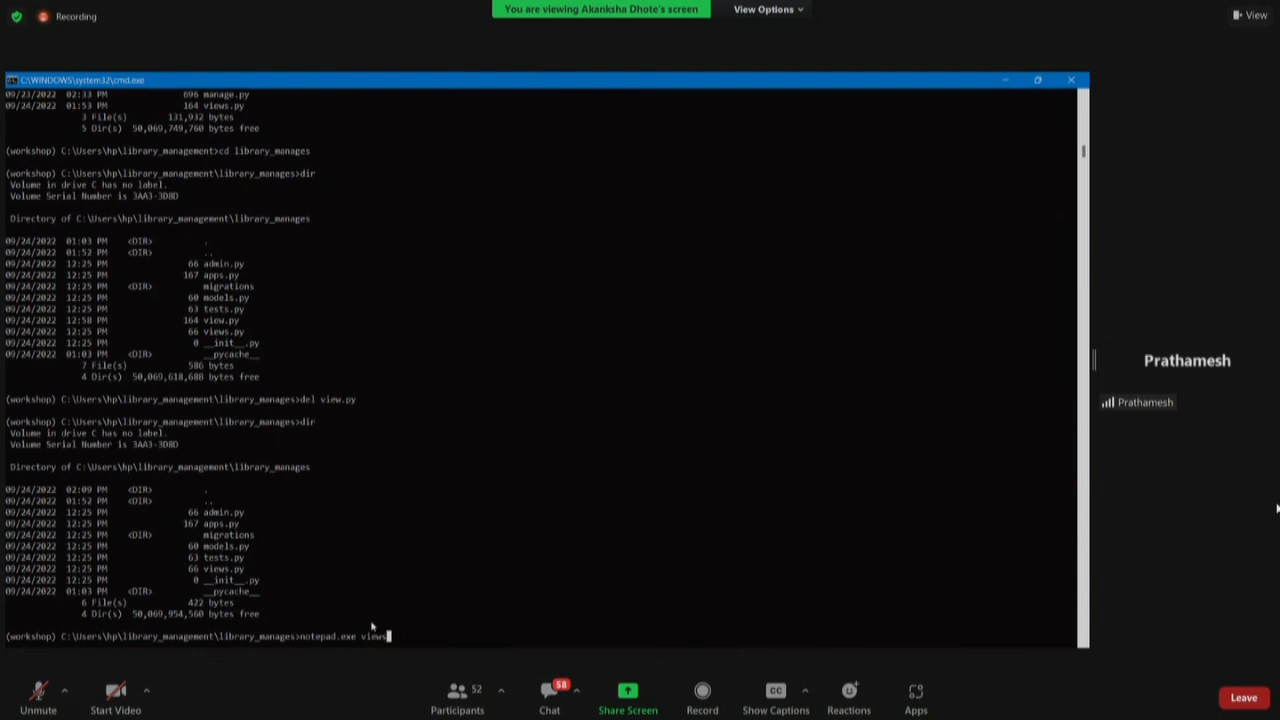 Recording
You are viewing Akanksha Dhote's screen
View Options
View
C:\WINDOWS\system32\cmd.exe
09/23/2022 02:33 PM 696 manage.py
09/24/2022 01:53 PM 164 views.py
3 File(s) 131,932 bytes
5 Dir(s) 50,069,749,760 bytes free
(workshop) C:\Users\hp\library_management>cd library_manages
(workshop) C:\Users\hp\library_management\library_manages>dir
Volume in drive C has no label.
Volume Serial Number is 3AA3-3D8D
Directory of C:\Users\hp\library_management\library_manages
09/24/2022 01:03 PM <DIR> .
09/24/2022 01:52 PM <DIR> ..
09/24/2022 12:25 PM 66 admin.py
09/24/2022 12:25 PM 167 apps.py
09/24/2022 12:25 PM <DIR> migrations
09/24/2022 12:25 PM 60 models.py
09/24/2022 12:25 PM 63 tests.py
09/24/2022 12:58 PM 164 view.py
09/24/2022 12:25 PM 66 views.py
09/24/2022 12:25 PM 0 __init__.py
09/24/2022 01:03 PM <DIR> __pycache__
7 File(s) 586 bytes
4 Dir(s) 50,069,618,688 bytes free
(workshop) C:\Users\hp\library_management\library_manages>del view.py
(workshop) C:\Users\hp\library_management\library_manages>dir
Volume in drive C has no label.
Volume Serial Number is 3AA3-3D8D
Directory of C:\Users\hp\library_management\library_manages
09/24/2022 02:09 PM <DIR> .
09/24/2022 01:52 PM <DIR> ..
09/24/2022 12:25 PM 66 admin.py
09/24/2022 12:25 PM 167 apps.py
09/24/2022 12:25 PM <DIR> migrations
09/24/2022 12:25 PM 60 models.py
09/24/2022 12:25 PM 63 tests.py
09/24/2022 12:25 PM 66 views.py
09/24/2022 12:25 PM 0 __init__.py
09/24/2022 01:03 PM <DIR> __pycache__
6 File(s) 422 bytes
4 Dir(s) 50,069,954,560 bytes free
(workshop) C:\Users\hp\library_management\library_manages>notepad.exe views
Prathamesh
Prathamesh
52
58
CC
Unmute
Start Video
Participants
Chat
Share Screen
Record
Show Captions
Reactions
Apps
Leave